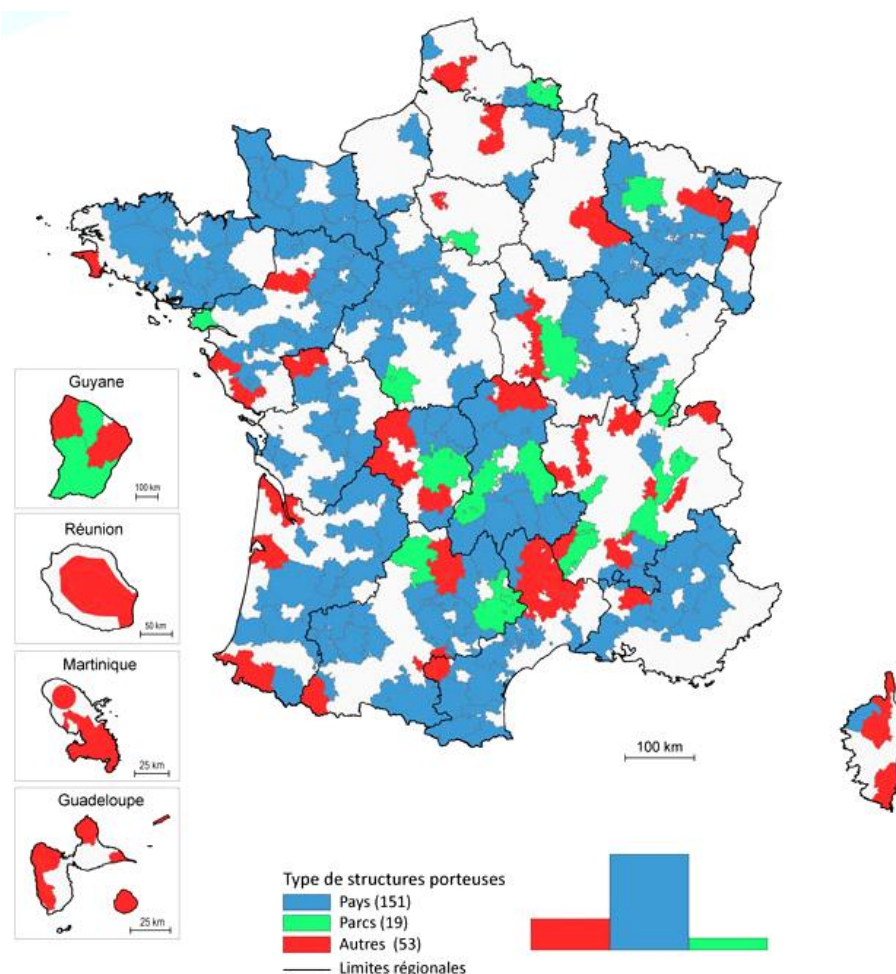 Guyane
100 km
Réunion
50 km
Martinique
25 km
Guadeloupe
25 km
100 km
Type de structures porteuses
Pays (151)
Parcs (19)
Autres (53)
Limites régionales